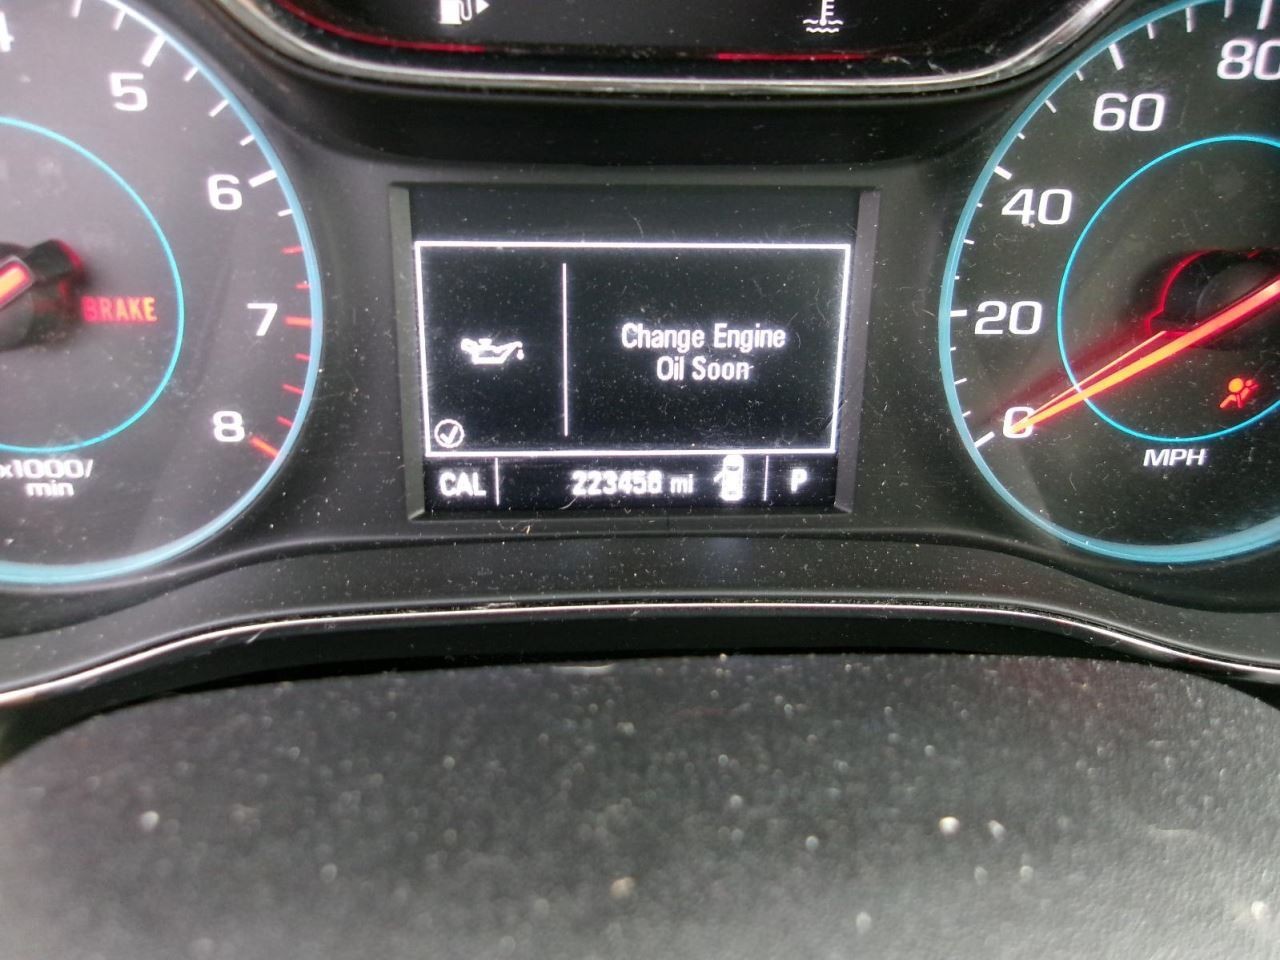 5
6
7
8
x1000/
min
BRAKE
Change Engine
Oil Soon
CAL 223456 mi P
80
60
40
20
0
MPH